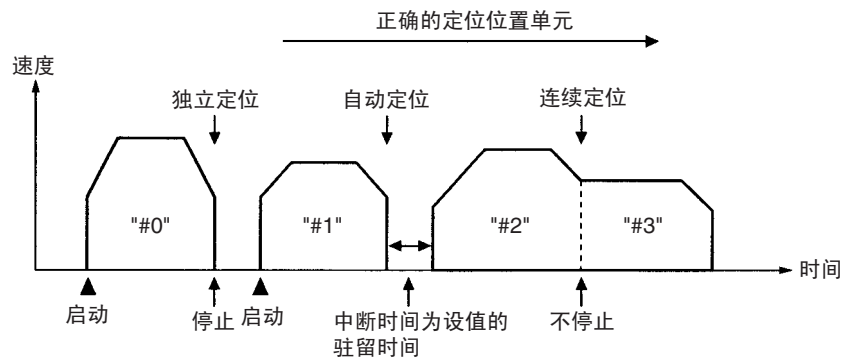 正确的定位位置单元
速度
独立定位
自动定位
连续定位
"#0"
"#1"
"#2"
"#3"
时间
启动
停止
启动
中断时间为设值的
驻留时间
不停止